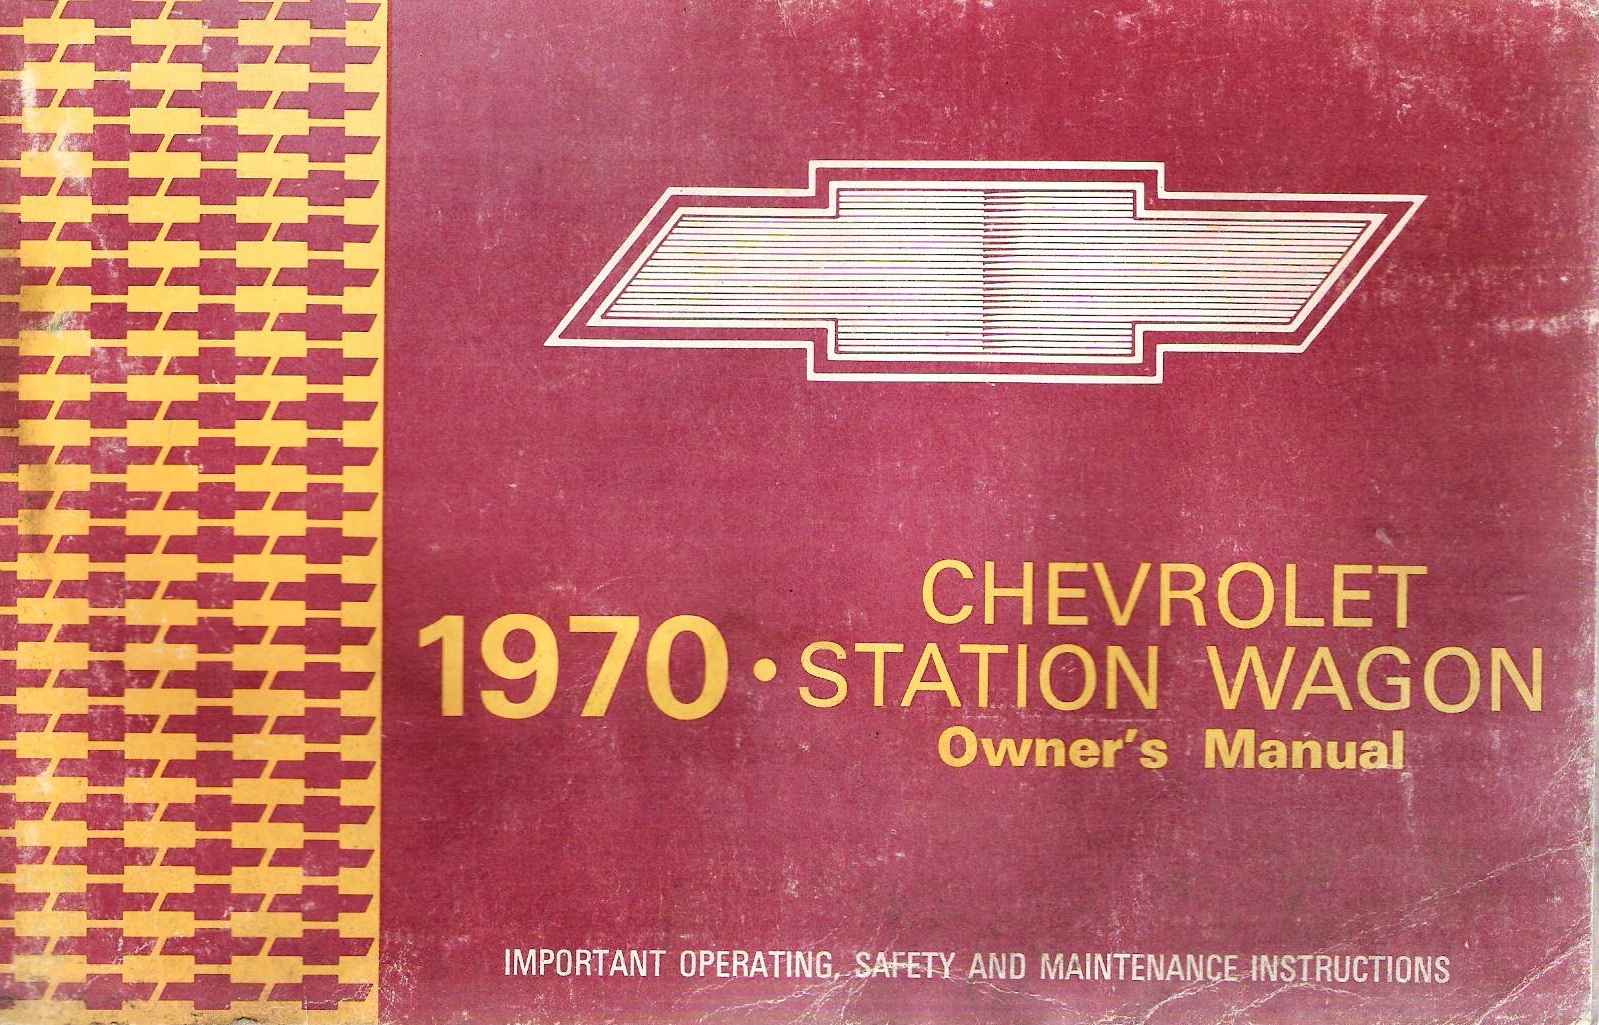 CHEVROLET
1970 • STATION WAGON
Owner's Manual
IMPORTANT OPERATING, SAFETY AND MAINTENANCE INSTRUCTIONS